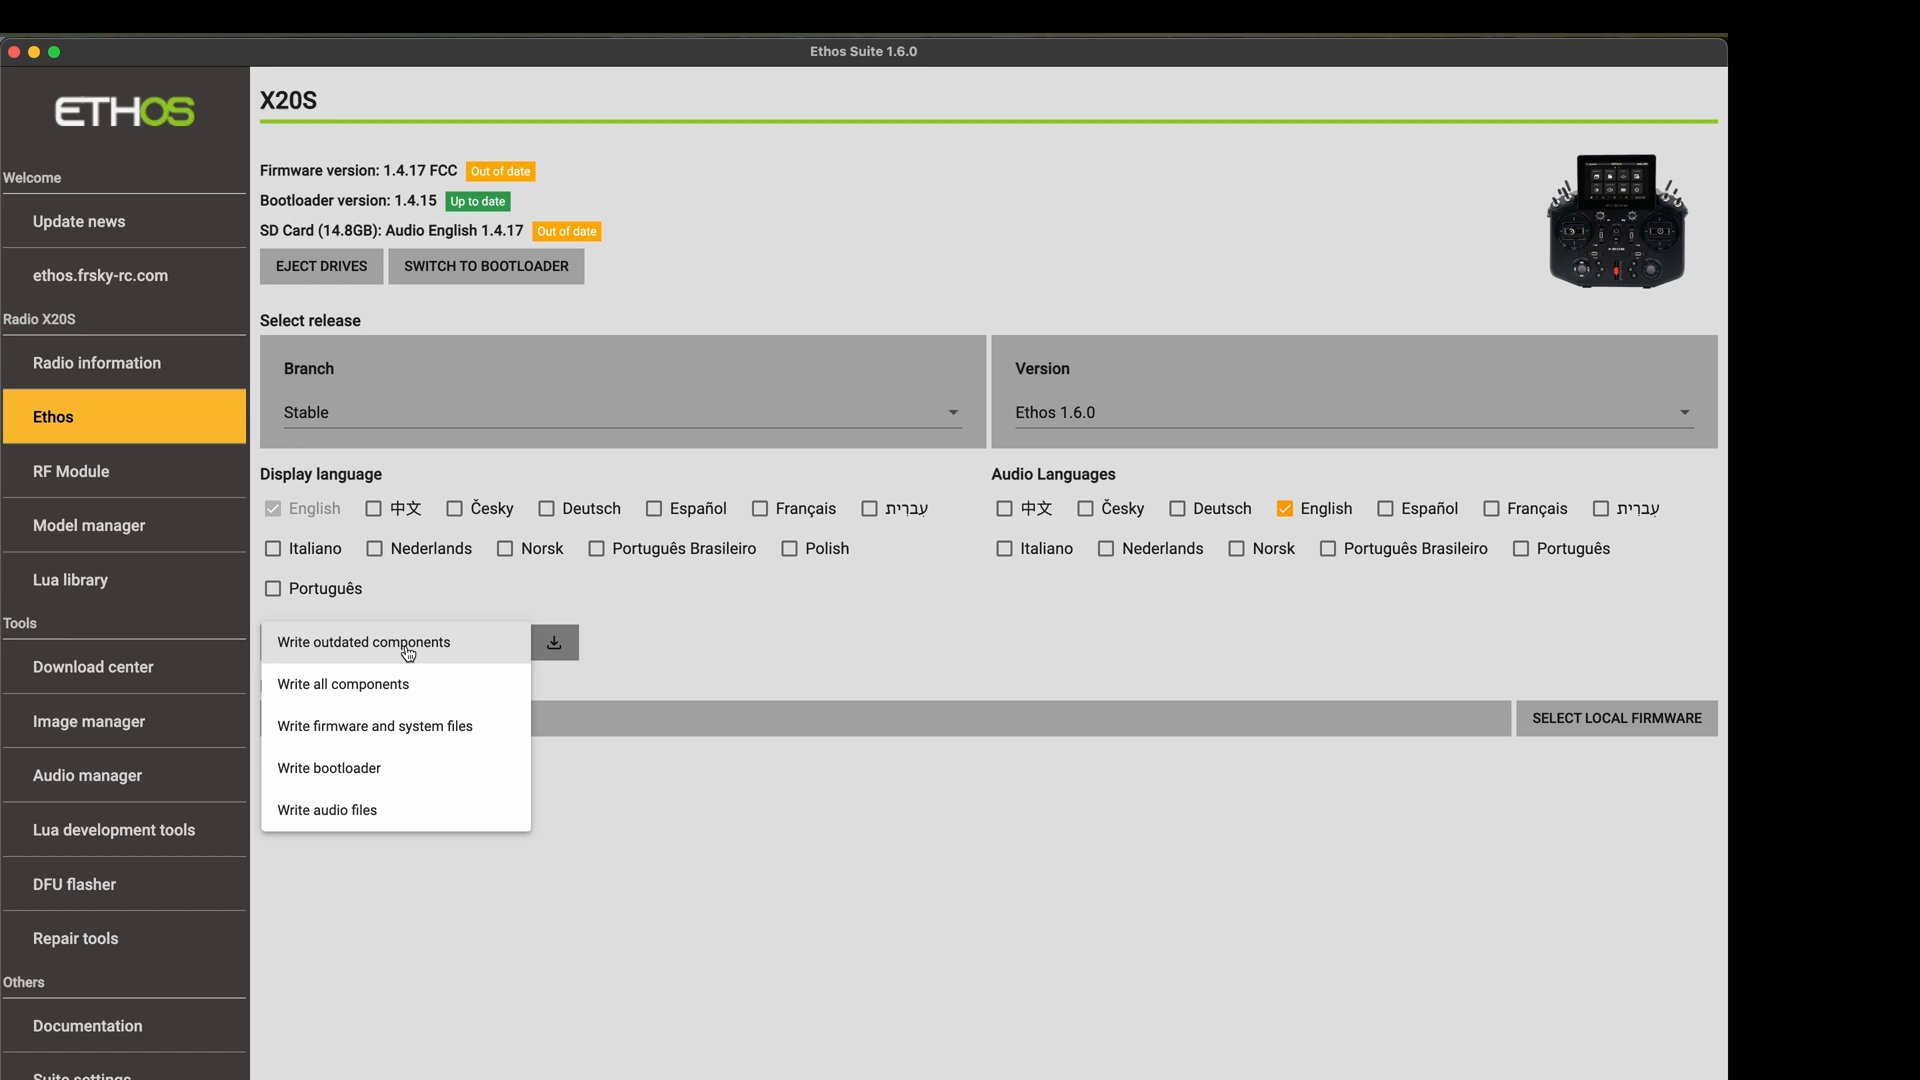 Ethos Suite 1.6.0
ETHOS
Welcome
Update news
ethos.frsky-rc.com
Radio X20S
Radio information
Ethos
RF Module
Model manager
Lua library
Tools
Download center
Image manager
Audio manager
Lua development tools
DFU flasher
Repair tools
Others
Documentation
Suite settings
X20S
Firmware version: 1.4.17 FCC Out of date
Bootloader version: 1.4.15 Up to date
SD Card (14.8GB): Audio English 1.4.17 Out of date
EJECT DRIVES SWITCH TO BOOTLOADER
Select release
Branch
Stable
Version
Ethos 1.6.0
Display language
English 中文 Česky Deutsch Español Français עברית
Italiano Nederlands Norsk Português Brasileiro Polish
Português
Audio Languages
中文 Česky Deutsch English Español Français עברית
Italiano Nederlands Norsk Português Brasileiro Português
Write outdated components
Write all components
Write firmware and system files
Write bootloader
Write audio files
SELECT LOCAL FIRMWARE